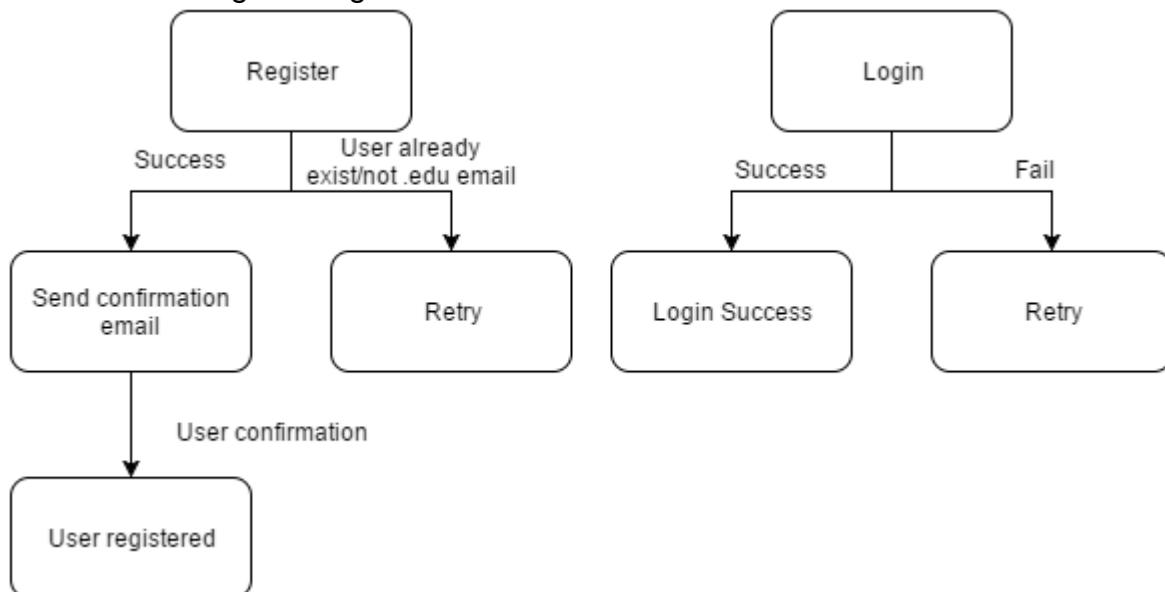 Register
Login
Success
User already
exist/not .edu email
Success
Fail
Send confirmation
email
Retry
Login Success
Retry
User confirmation
User registered